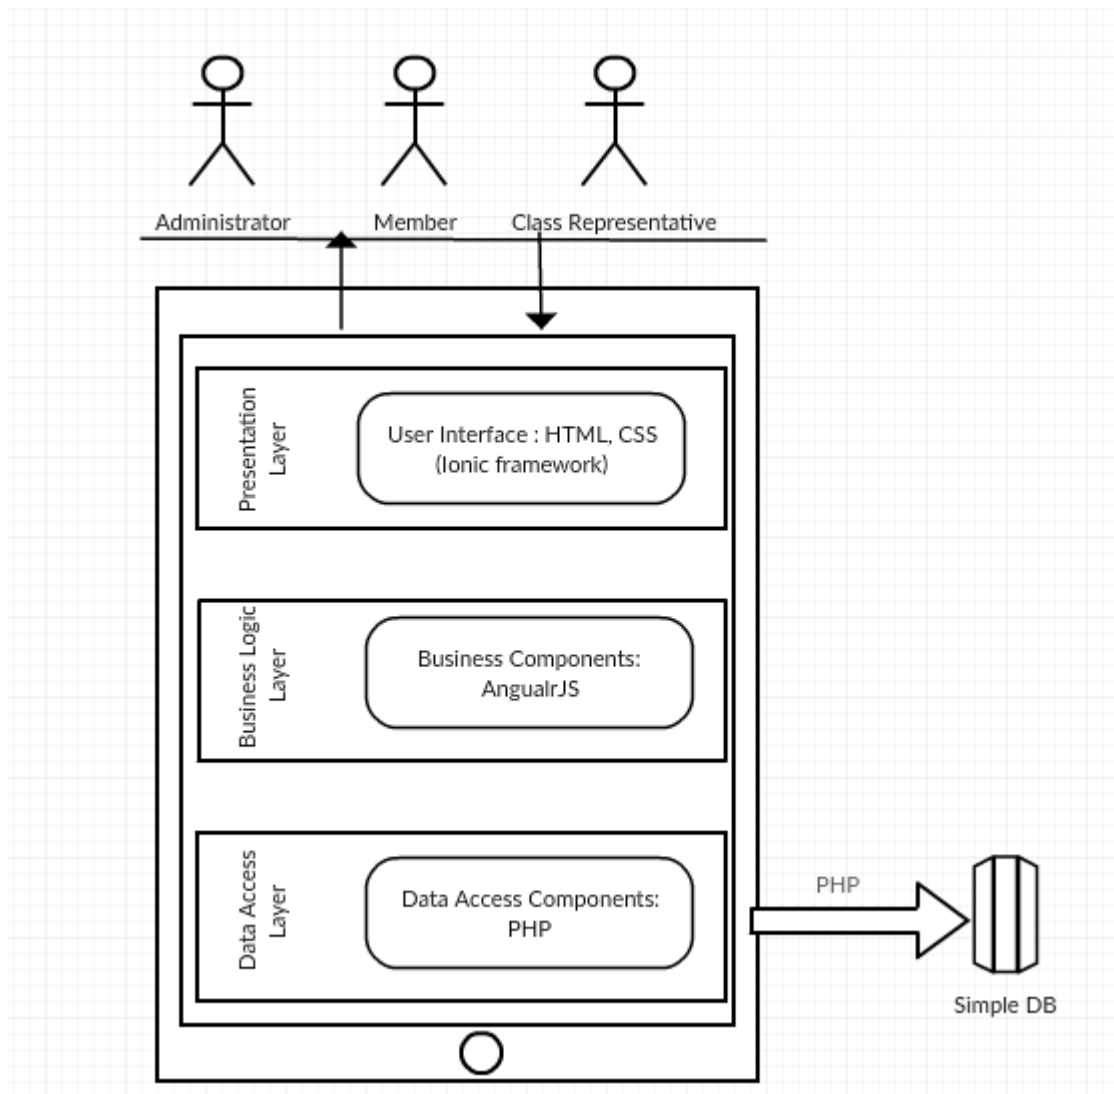 Administrator
Member
Class Representative
Presentation
Layer
User Interface : HTML, CSS
(Ionic framework)
Business Logic
Layer
Business Components:
AngualrJS
Data Access
Layer
Data Access Components:
PHP
PHP
Simple DB